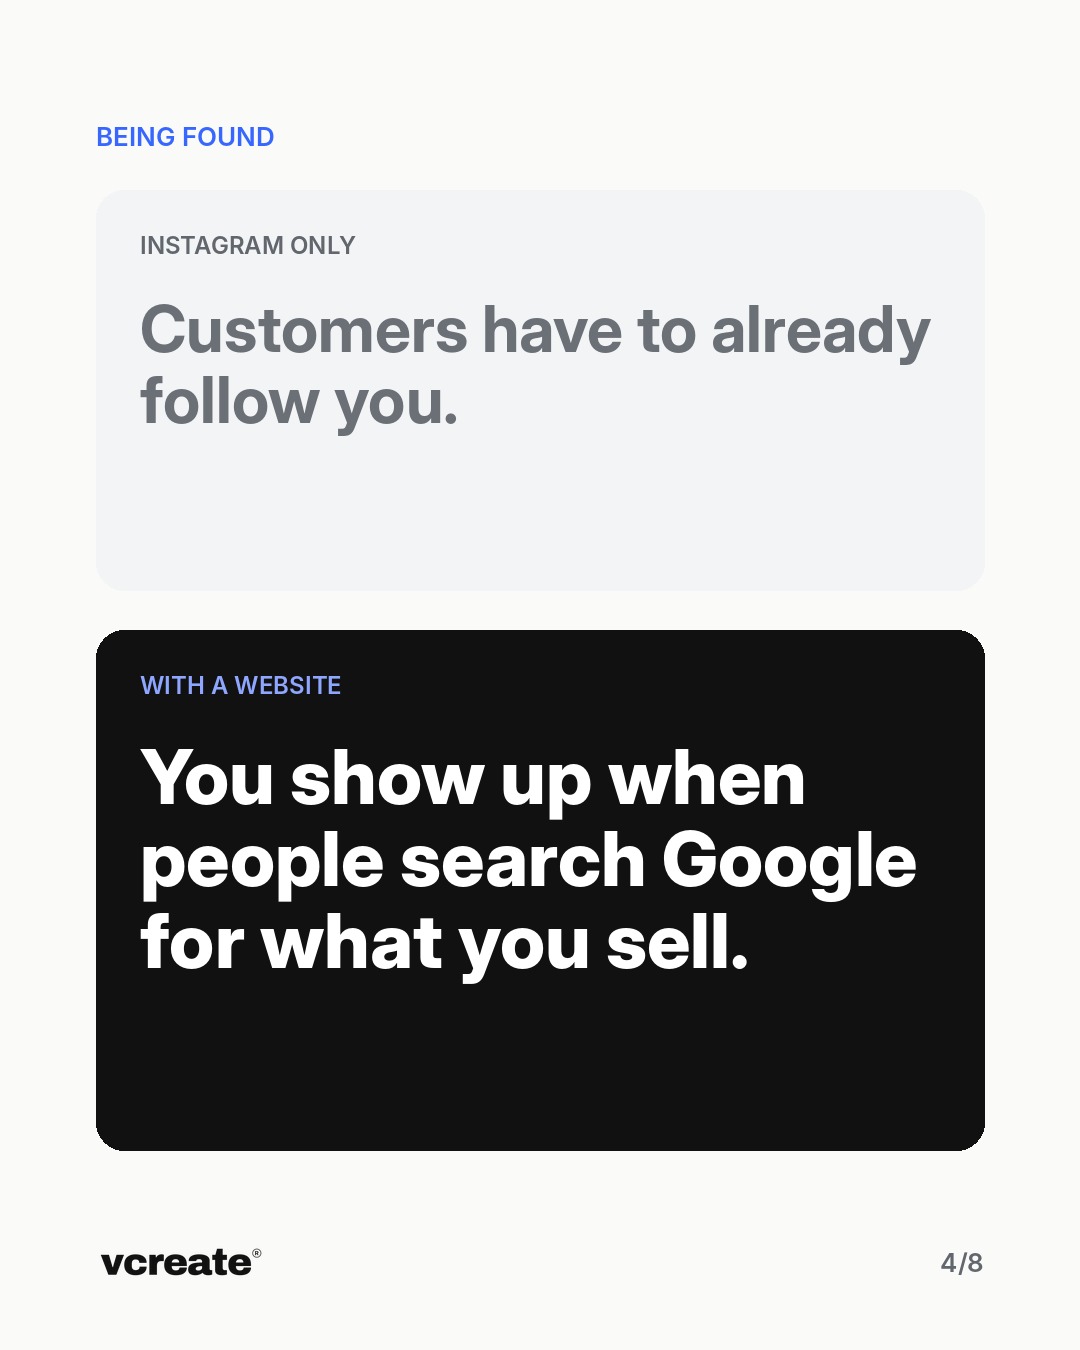 BEING FOUND
INSTAGRAM ONLY
Customers have to already
follow you.
WITH A WEBSITE
You show up when
people search Google
for what you sell.
vcreate®
4/8